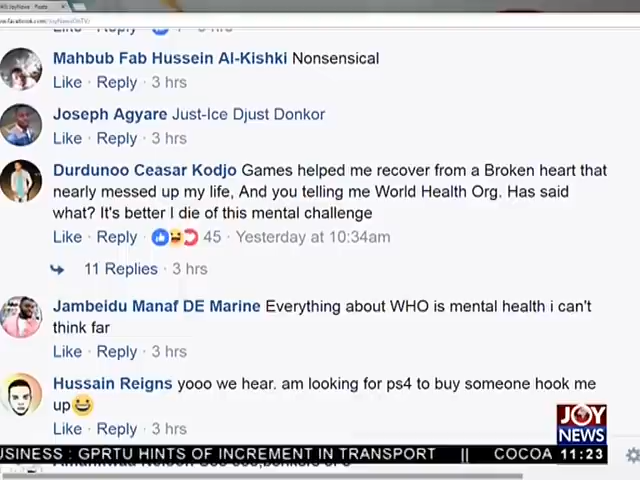 Like Reply
Mahbub Fab Hussein Al-Kishki Nonsensical
Like · Reply · 3 hrs
Joseph Agyare Just-Ice Djust Donkor
Like · Reply · 3 hrs
Durdunoo Ceasar Kodjo Games helped me recover from a Broken heart that
nearly messed up my life, And you telling me World Health Org. Has said
what? It's better I die of this mental challenge
Like · Reply · 45 · Yesterday at 10:34am
11 Replies · 3 hrs
Jambeidu Manaf DE Marine Everything about WHO is mental health i can't
think far
Like · Reply · 3 hrs
Hussain Reigns yooo we hear. am looking for ps4 to buy someone hook me
up😀
Like · Reply · 3 hrs
JOY
NEWS
USINESS : GPRTU HINTS OF INCREMENT IN TRANSPORT || COCOA 11:23